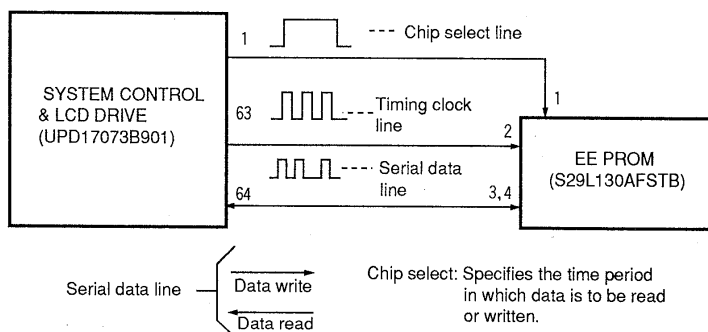 1
Chip select line
SYSTEM CONTROL
& LCD DRIVE
(UPD17073B901)
63
Timing clock
line
1
2
EE PROM
(S29L130AFSTB)
Serial data
line
64
3,4
Serial data line
Data write
Data read
Chip select: Specifies the time period
in which data is to be read
or written.